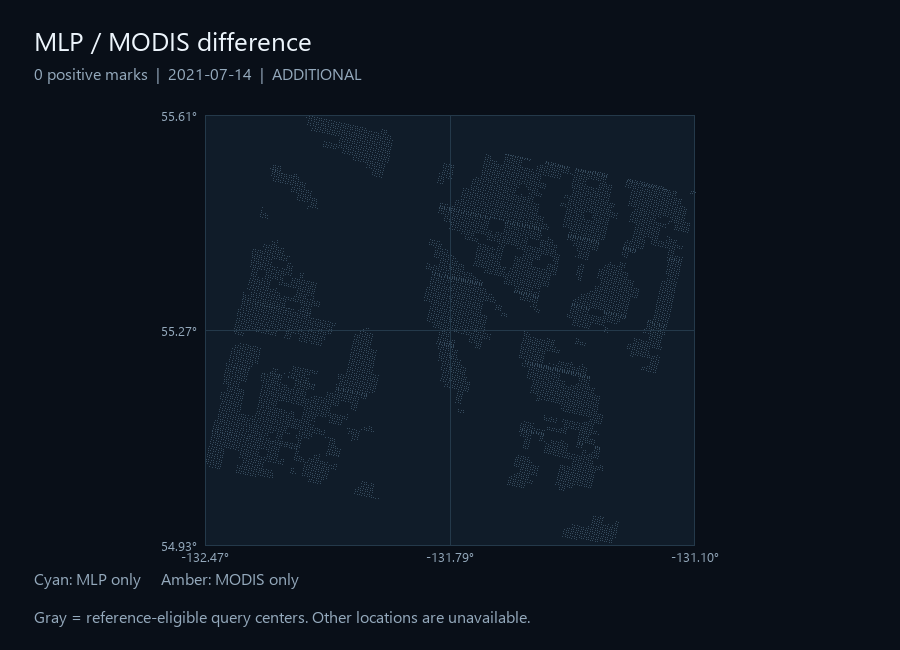 MLP / MODIS difference
0 positive marks | 2021-07-14 | ADDITIONAL
55.61°
55.27°
54.93°
-132.47° -131.79° -131.10°
Cyan: MLP only Amber: MODIS only
Gray = reference-eligible query centers. Other locations are unavailable.